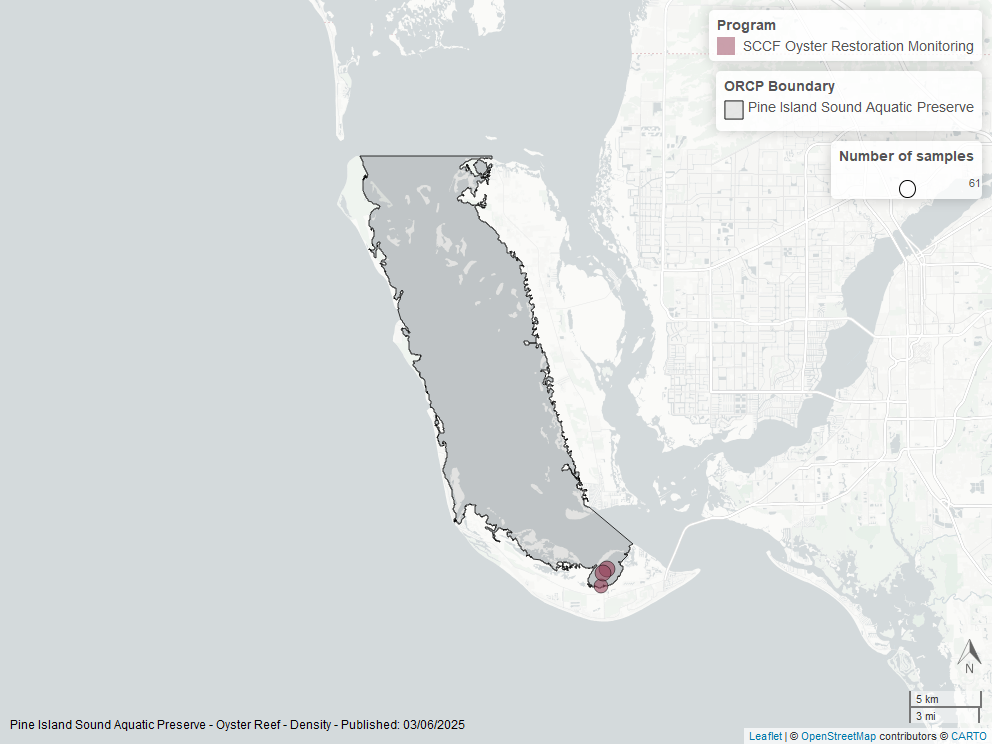 Program
SCCF Oyster Restoration Monitoring
ORCP Boundary
Pine Island Sound Aquatic Preserve
Number of samples
61
N
5 km
3 mi
Pine Island Sound Aquatic Preserve - Oyster Reef - Density - Published: 03/06/2025
Leaflet | © OpenStreetMap contributors © CARTO